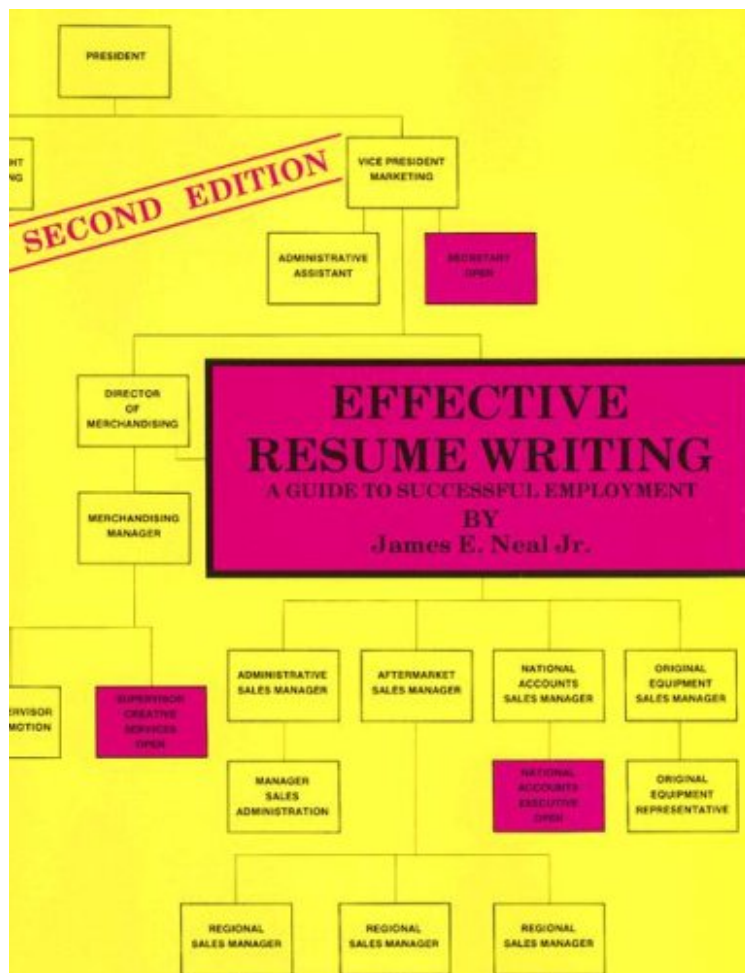 PRESIDENT
VICE PRESIDENT
MARKETING
SECOND EDITION
ADMINISTRATIVE
ASSISTANT
SECRETARY
OPEN
DIRECTOR
OF
MERCHANDISING
EFFECTIVE
RESUME WRITING
A GUIDE TO SUCCESSFUL EMPLOYMENT
BY
James E. Neal Jr.
MERCHANDISING
MANAGER
ERVISOR
MOTION
SUPERVISOR
CREATIVE
SERVICES
OPEN
ADMINISTRATIVE
SALES MANAGER
AFTERMARKET
SALES MANAGER
NATIONAL
ACCOUNTS
SALES MANAGER
ORIGINAL
EQUIPMENT
SALES MANAGER
MANAGER
SALES
ADMINISTRATION
NATIONAL
ACCOUNTS
EXECUTIVE
OPEN
ORIGINAL
EQUIPMENT
REPRESENTATIVE
REGIONAL
SALES MANAGER
REGIONAL
SALES MANAGER
REGIONAL
SALES MANAGER